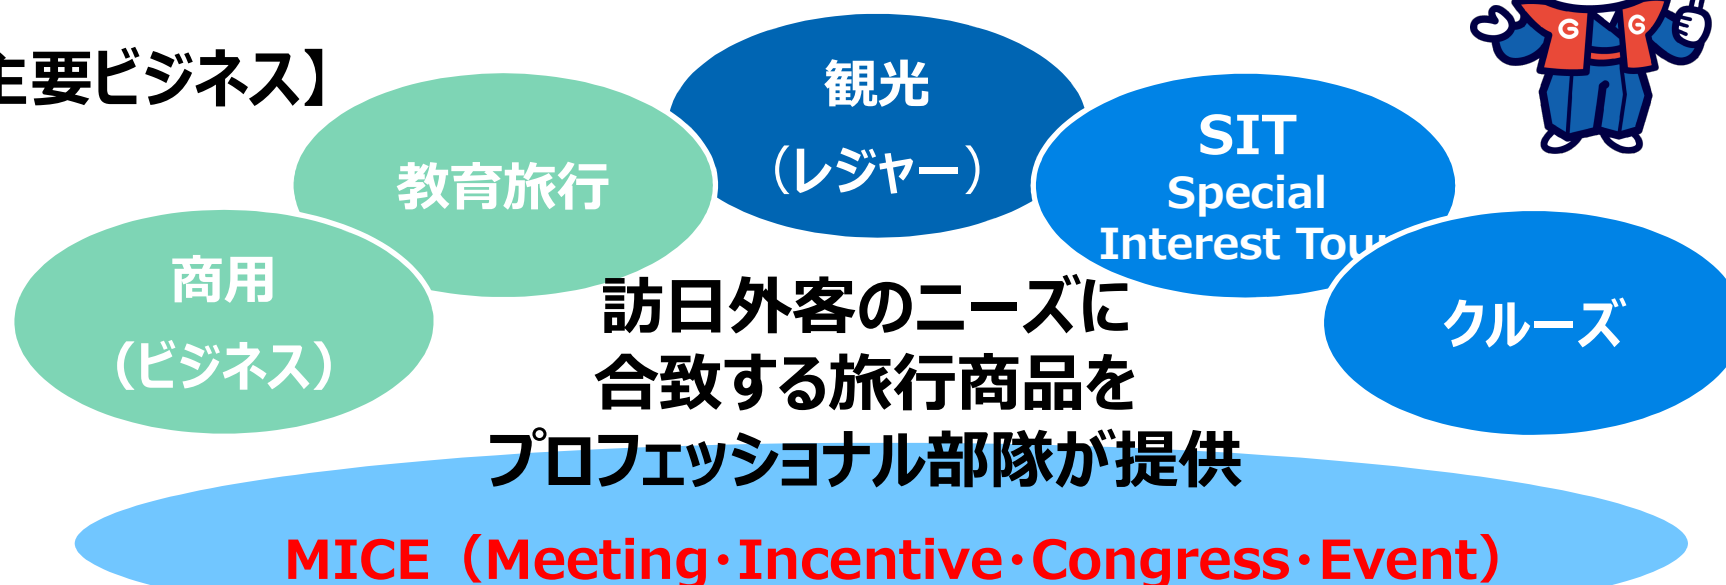 主要ビジネス】
観光
（レジャー）
教育旅行
SIT
Special
Interest Tour
商用
（ビジネス）
クルーズ
訪日外客のニーズに
合致する旅行商品を
プロフェッショナル部隊が提供
MICE（Meeting・Incentive・Congress・Event）
G G